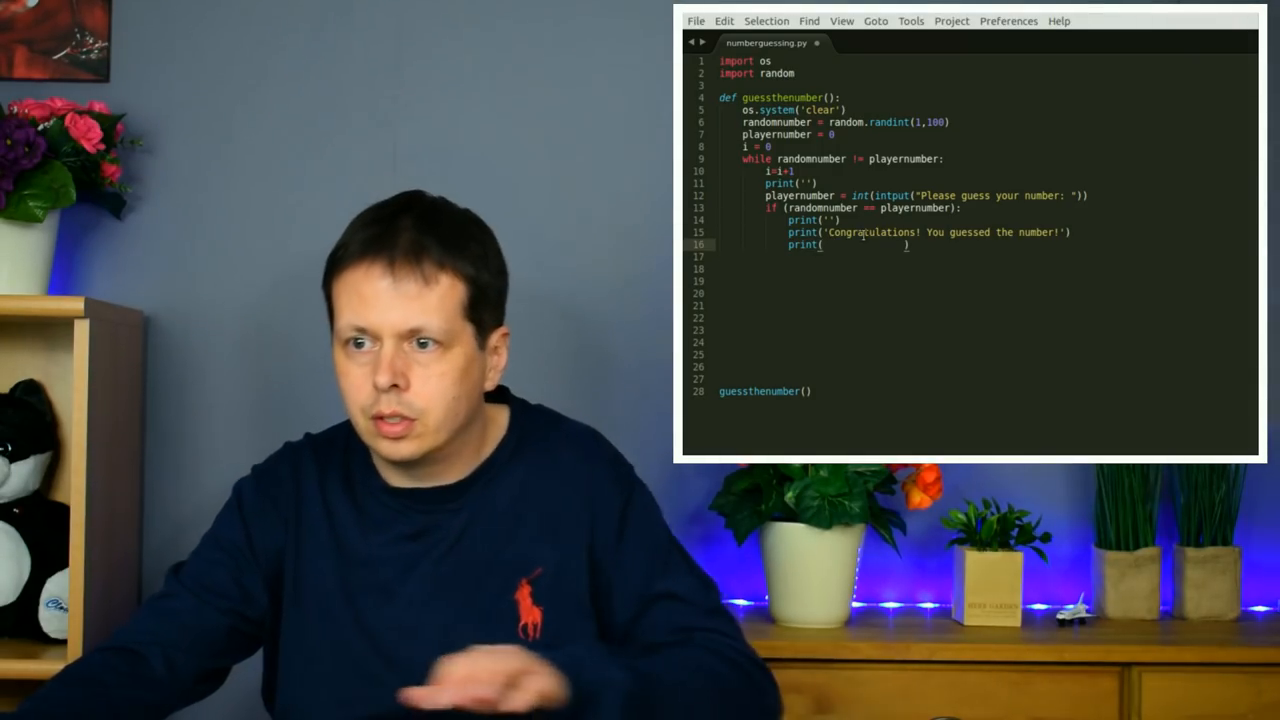 File Edit Selection Find View Goto Tools Project Preferences Help
numberguessing.py
1 import os
2 import random
3
4 def guessthenumber():
5 os.system('clear')
6 randomnumber = random.randint(1,100)
7 playernumber = 0
8 i = 0
9 while randomnumber != playernumber:
10 i=i+1
11 print('')
12 playernumber = int(intput("Please guess your number: "))
13 if (randomnumber == playernumber):
14 print('')
15 print('Congraculations! You guessed the number!')
16 print( )
17
18
19
20
21
22
23
24
25
26
27
28 guessthenumber()
HERB GARDEN